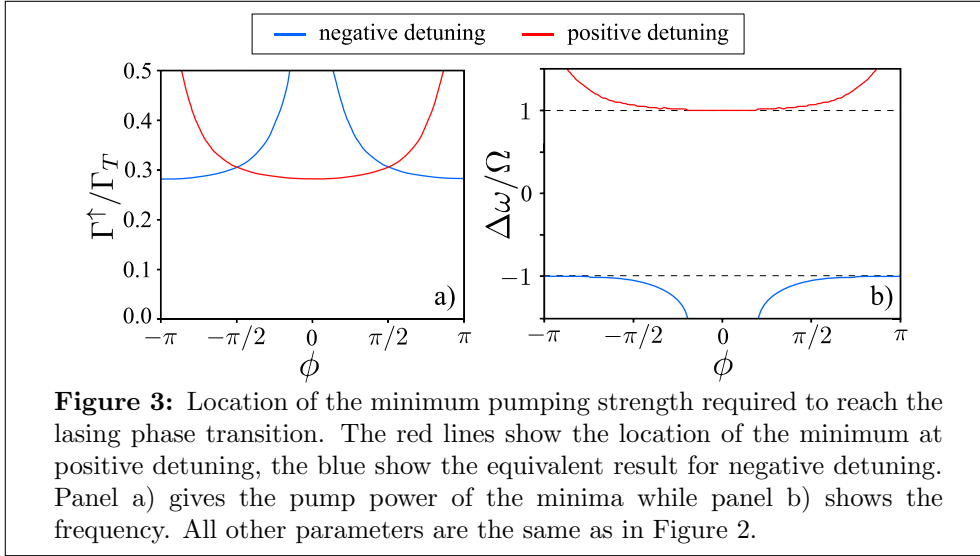 negative detuning positive detuning
0.5
0.4
0.3
0.2
0.1
0.0
Γ↑/Γ_T
a)
−π −π/2 0 π/2 π
ϕ
1
0
−1
Δω/Ω
b)
−π −π/2 0 π/2 π
ϕ
Figure 3: Location of the minimum pumping strength required to reach the
lasing phase transition. The red lines show the location of the minimum at
positive detuning, the blue show the equivalent result for negative detuning.
Panel a) gives the pump power of the minima while panel b) shows the
frequency. All other parameters are the same as in Figure 2.